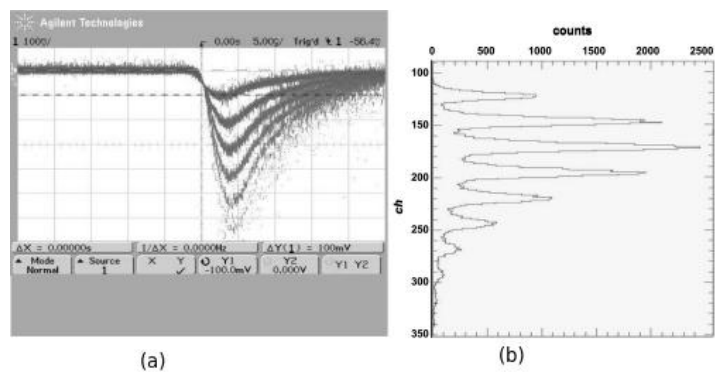 Agilent Technologies
1 100mV/ 0.00s 5.00s/ Trig'd 1 -56.4
ΔX = 0.00000s 1/ΔX = 0.0000Hz ΔY(1) = 100mV
Mode Source X Y Y1 Y2 Y1 Y2
Normal 1 ✓ -100.0mV 0.000V
(a)
counts
0 500 1000 1500 2000 2500
100
150
200
ch
250
300
350
(b)